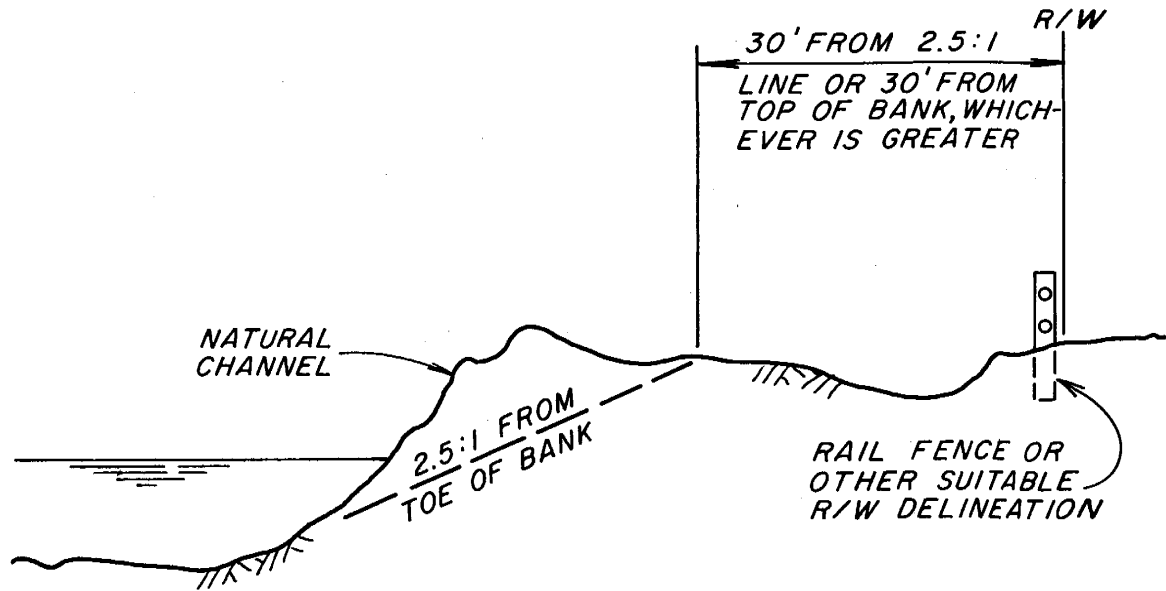 R/W
30' FROM 2.5:1
LINE OR 30' FROM
TOP OF BANK, WHICH-
EVER IS GREATER
NATURAL
CHANNEL
2.5:1 FROM
TOE OF BANK
RAIL FENCE OR
OTHER SUITABLE
R/W DELINEATION